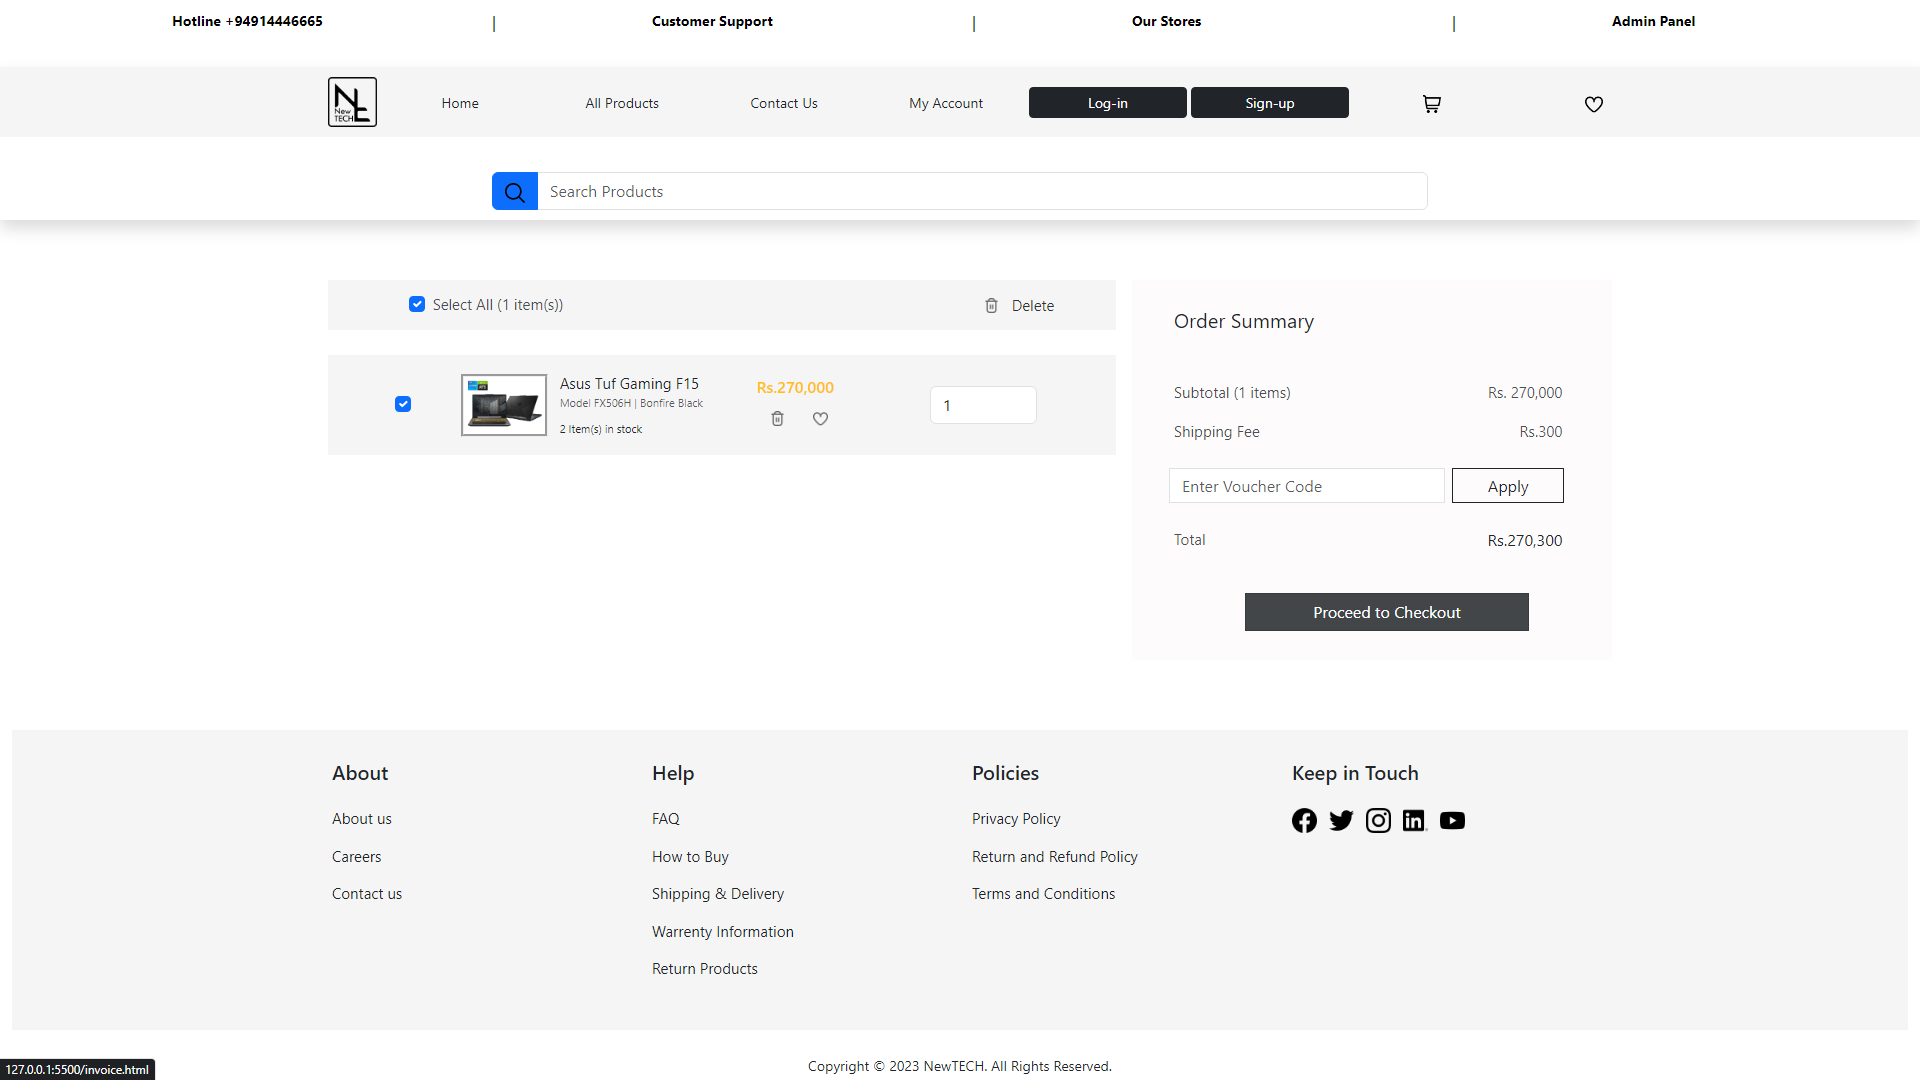 Hotline +94914446665 | Customer Support | Our Stores | Admin Panel
New
TECH
Home All Products Contact Us My Account Log-in Sign-up
Search Products
Select All (1 item(s)) Delete
Asus Tuf Gaming F15
Model FX506H | Bonfire Black
2 Item(s) in stock
Rs.270,000
1
Order Summary
Subtotal (1 items) Rs. 270,000
Shipping Fee Rs.300
Enter Voucher Code Apply
Total Rs.270,300
Proceed to Checkout
About
About us
Careers
Contact us
Help
FAQ
How to Buy
Shipping & Delivery
Warrenty Information
Return Products
Policies
Privacy Policy
Return and Refund Policy
Terms and Conditions
Keep in Touch
Copyright © 2023 NewTECH. All Rights Reserved.
127.0.0.1:5500/invoice.html